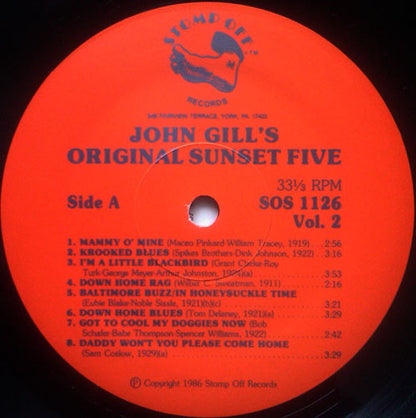 STOMP OFF
RECORDS
549 FAIRVIEW TERRACE, YORK, PA. 17403
JOHN GILL'S
ORIGINAL SUNSET FIVE
33⅓ RPM
Side A
SOS 1126
Vol. 2
1. MAMMY O' MINE (Maceo Pinkard-William Tracey, 1919) . . 2:56
2. KROOKED BLUES (Spikes Brothers-Dink Johnson, 1922) . . 3:16
3. I'M A LITTLE BLACKBIRD (Grant Clarke-Roy
Turk-George Meyer-Arthur Johnston, 1924)(a) . . . 3:53
4. DOWN HOME RAG (Wilbur C. Sweatman, 1911) . . . 2:16
5. BALTIMORE BUZZ/IN HONEYSUCKLE TIME
(Eubie Blake-Noble Sissle, 1921)(b)(c) . . . 3:21
6. DOWN HOME BLUES (Tom Delaney, 1921)(a) . . . 3:29
7. GOT TO COOL MY DOGGIES NOW (Bob
Schafer-Babe Thompson-Spencer Williams, 1922) . . . 2:42
8. DADDY WON'T YOU PLEASE COME HOME
(Sam Coslow, 1929)(a) . . . 3:29
℗ Copyright 1986 Stomp Off Records